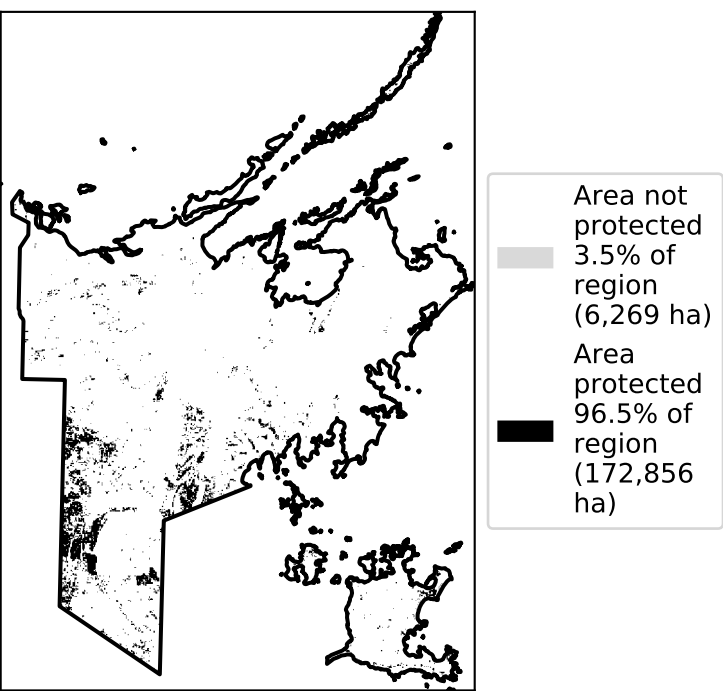 Area not
protected
3.5% of
region
(6,269 ha)
Area
protected
96.5% of
region
(172,856
ha)